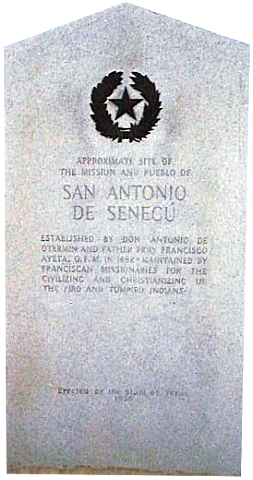 APPROXIMATE SITE OF
THE MISSION AND PUEBLO OF
SAN ANTONIO
DE SENECÚ
ESTABLISHED BY DON ANTONIO DE
OTERMIN AND FATHER FRAY FRANCISCO
AYETA, O.F.M. IN 1682 • MAINTAINED BY
FRANCISCAN MISSIONARIES FOR THE
CIVILIZING AND CHRISTIANIZING OF
THE PIRO AND TOMPIRO INDIANS
Erected by the State of Texas
1936